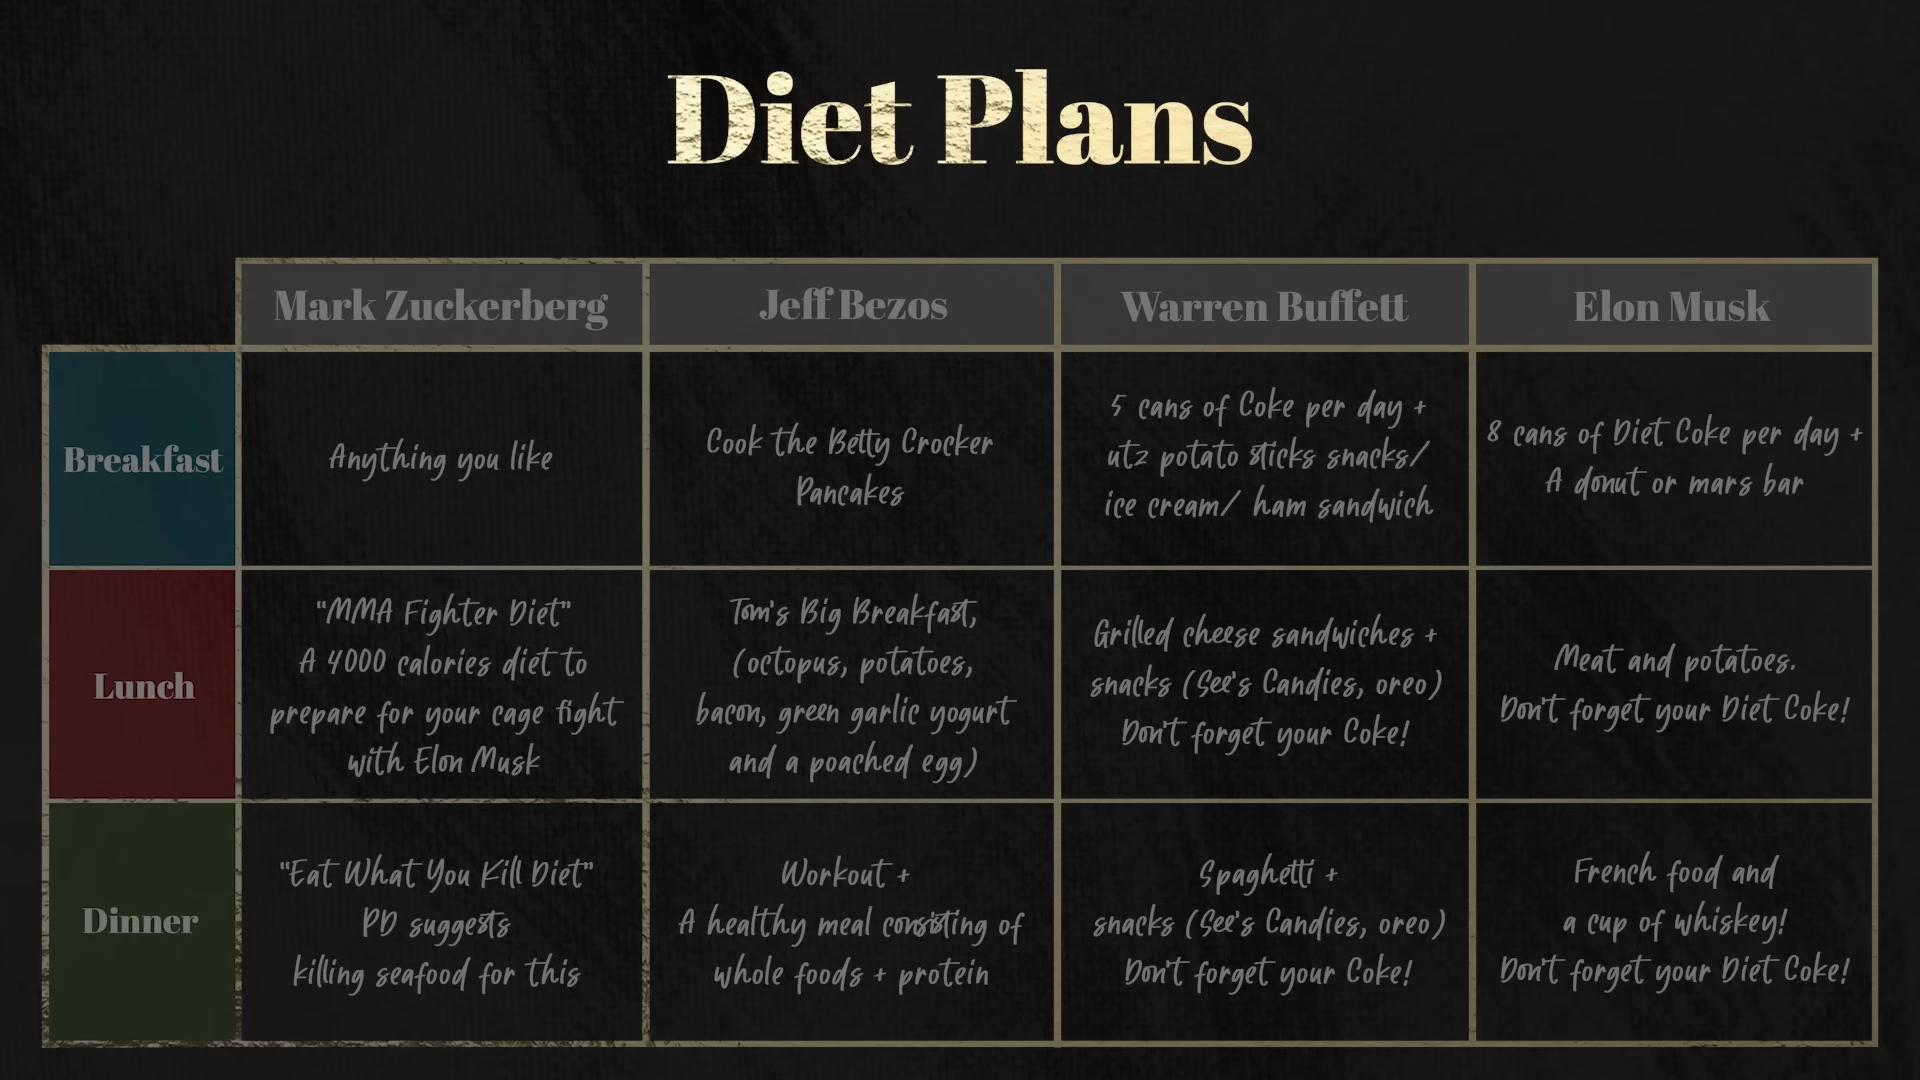 Diet Plans
Mark Zuckerberg
Jeff Bezos
Warren Buffett
Elon Musk
Breakfast
Anything you like
Cook the Betty Crocker
Pancakes
5 cans of Coke per day +
utz potato sticks snacks/
ice cream/ ham sandwich
8 cans of Diet Coke per day +
A donut or mars bar
Lunch
"MMA Fighter Diet"
A 4000 calories diet to
prepare for your cage fight
with Elon Musk
Tom's Big Breakfast,
(octopus, potatoes,
bacon, green garlic yogurt
and a poached egg)
Grilled cheese sandwiches +
snacks (See's Candies, oreo)
Don't forget your Coke!
Meat and potatoes.
Don't forget your Diet Coke!
Dinner
"Eat What You Kill Diet"
PD suggests
killing seafood for this
Workout +
A healthy meal consisting of
whole foods + protein
Spaghetti +
snacks (See's Candies, oreo)
Don't forget your Coke!
French food and
a cup of whiskey!
Don't forget your Diet Coke!